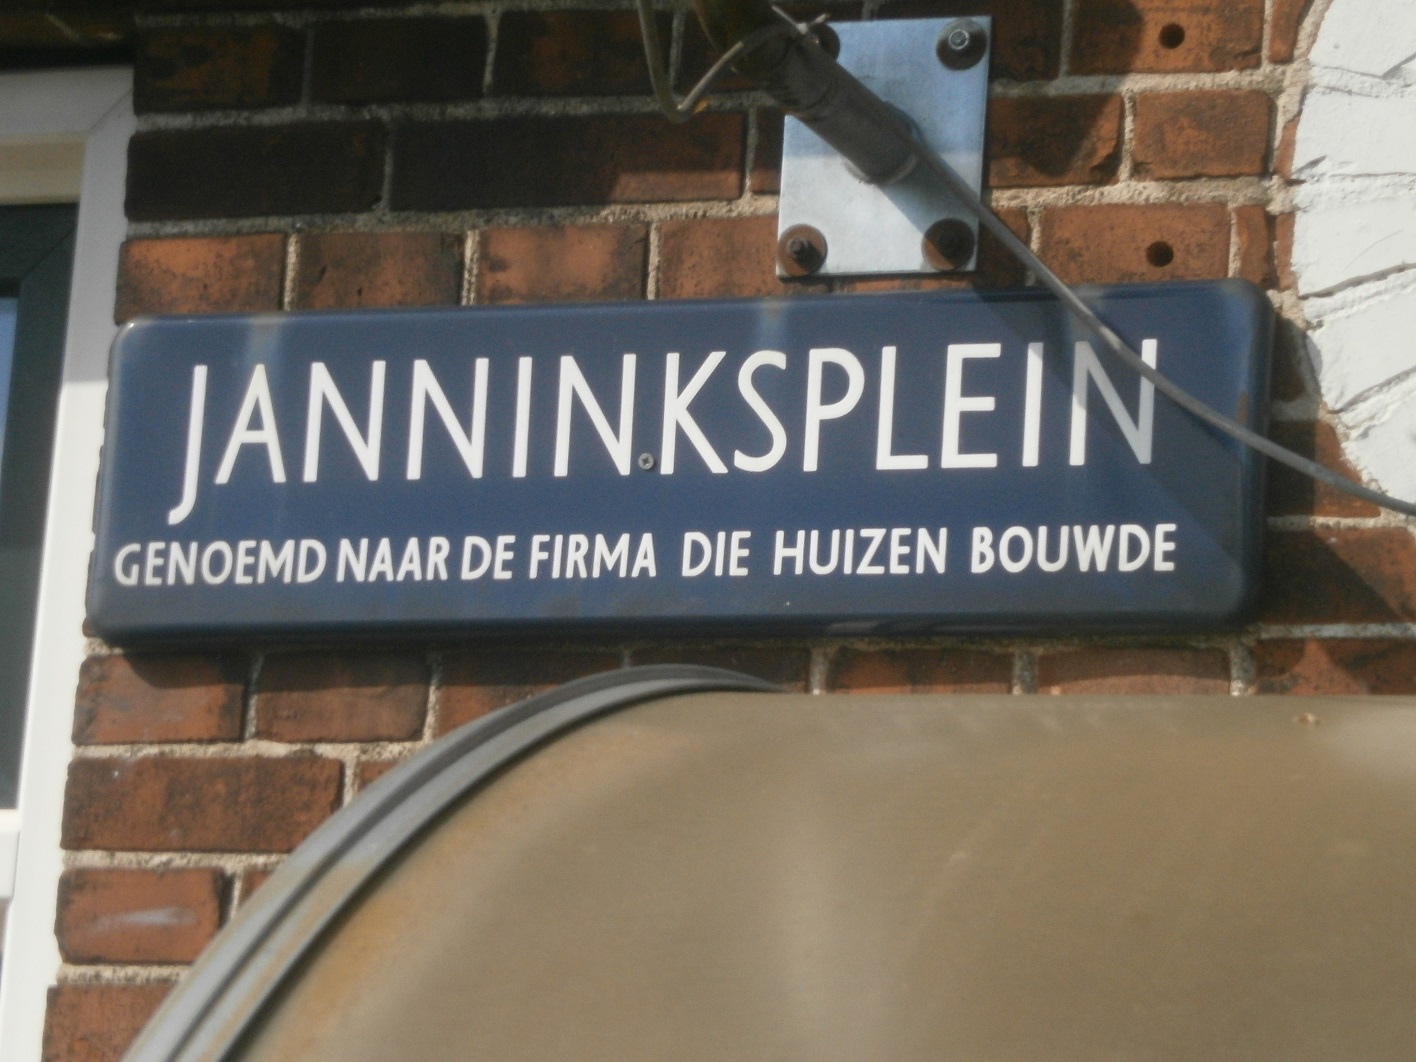 JANNINKSPLEIN
GENOEMD NAAR DE FIRMA DIE HUIZEN BOUWDE